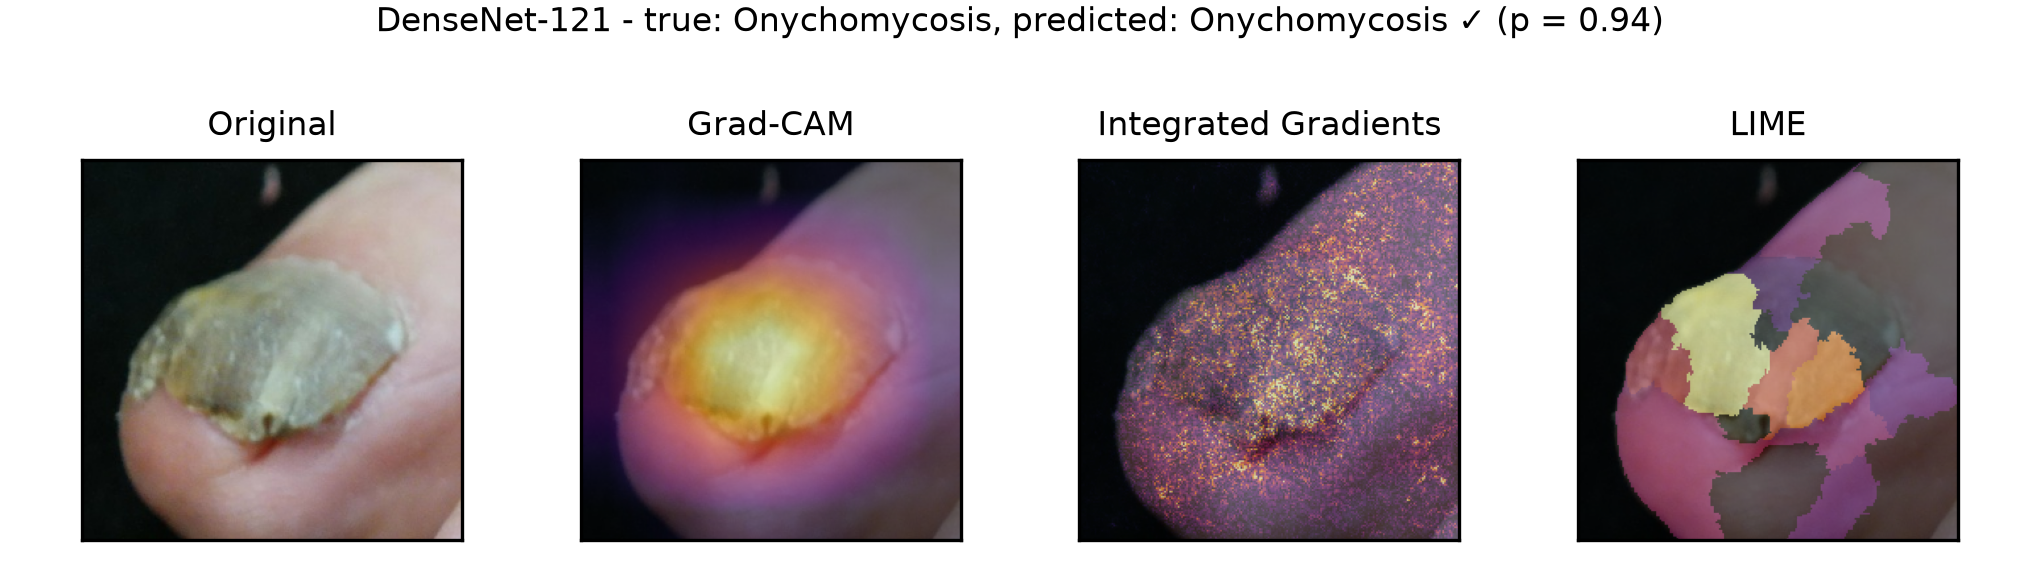 DenseNet-121 - true: Onychomycosis, predicted: Onychomycosis ✓ (p = 0.94)
Original
Grad-CAM
Integrated Gradients
LIME